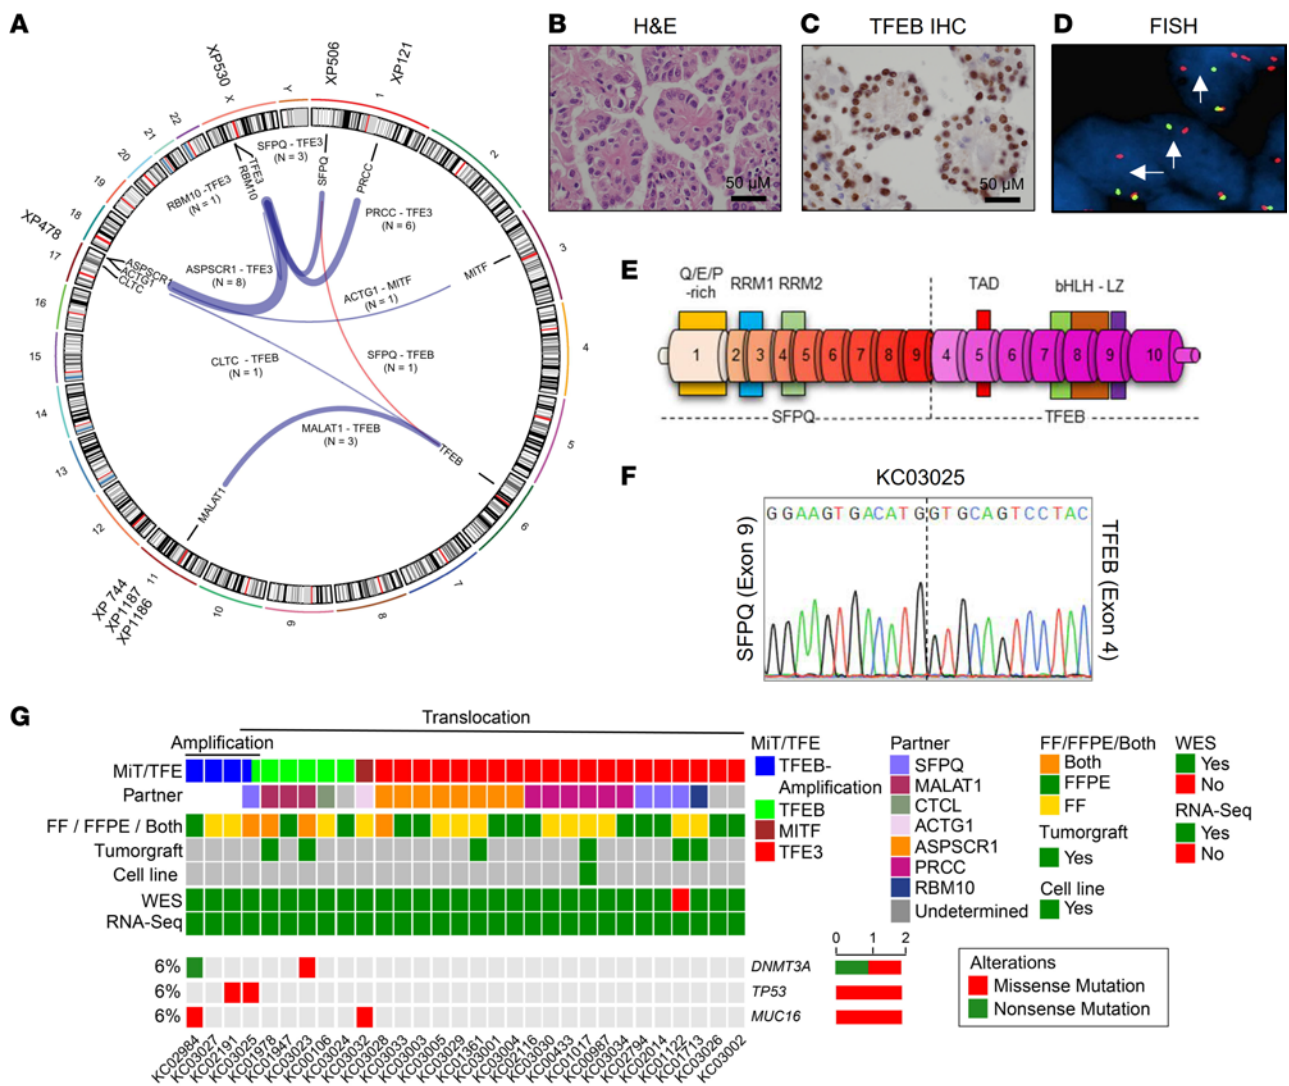 A
XP530
XP506
XP121
XP478
XP 744
XP1187
XP1186
X
Y
1
2
3
4
5
6
7
8
9
10
11
12
13
14
15
16
17
18
19
20
21
22
SFPQ - TFE3
(N = 3)
SFPQ
PRCC
TFE3
RBM10
RBM10 -TFE3
(N = 1)
PRCC - TFE3
(N = 6)
ASPSCR1
ACTG1
CLTC
ASPSCR1 - TFE3
(N = 8)
ACTG1 - MITF
(N = 1)
MITF
CLTC - TFEB
(N = 1)
SFPQ - TFEB
(N = 1)
MALAT1 - TFEB
(N = 3)
TFEB
MALAT1
B
H&E
50 µM
C
TFEB IHC
50 µM
D
FISH
E
Q/E/P
-rich
RRM1 RRM2
TAD
bHLH - LZ
1 2 3 4 5 6 7 8 9 4 5 6 7 8 9 10
SFPQ
TFEB
F
KC03025
SFPQ (Exon 9)
GGAAGTGACATGGTGCAGTCCTAC
TFEB (Exon 4)
G
Translocation
Amplification
MiT/TFE
Partner
FF / FFPE / Both
Tumorgraft
Cell line
WES
RNA-Seq
6%
6%
6%
DNMT3A
TP53
MUC16
0 1 2
KC02984
KC03027
KC02191
KC03025
KC01978
KC01947
KC03023
KC00106
KC03024
KC03032
KC03028
KC03033
KC03003
KC03005
KC03029
KC01361
KC03001
KC03004
KC02116
KC03030
KC00433
KC01017
KC00987
KC03034
KC02794
KC02014
KC01122
KC01713
KC03026
KC03002
MiT/TFE
TFEB-
Amplification
TFEB
MITF
TFE3
Partner
SFPQ
MALAT1
CTCL
ACTG1
ASPSCR1
PRCC
RBM10
Undetermined
FF/FFPE/Both
Both
FFPE
FF
Tumorgraft
Yes
Cell line
Yes
WES
Yes
No
RNA-Seq
Yes
No
Alterations
Missense Mutation
Nonsense Mutation